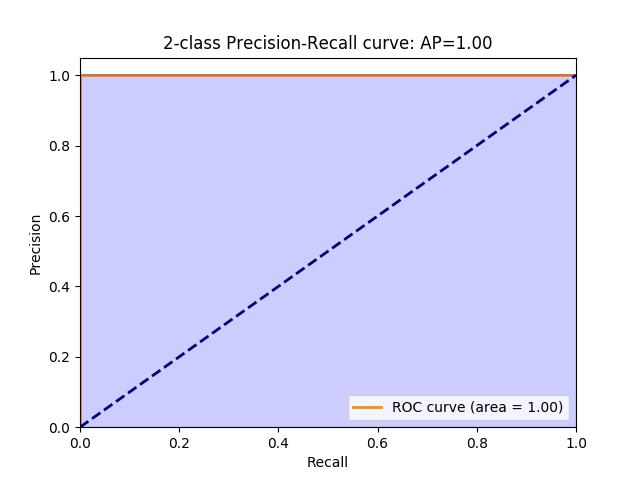 2-class Precision-Recall curve: AP=1.00
1.0
0.8
0.6
0.4
0.2
0.0
Precision
ROC curve (area = 1.00)
0.0 0.2 0.4 0.6 0.8 1.0
Recall